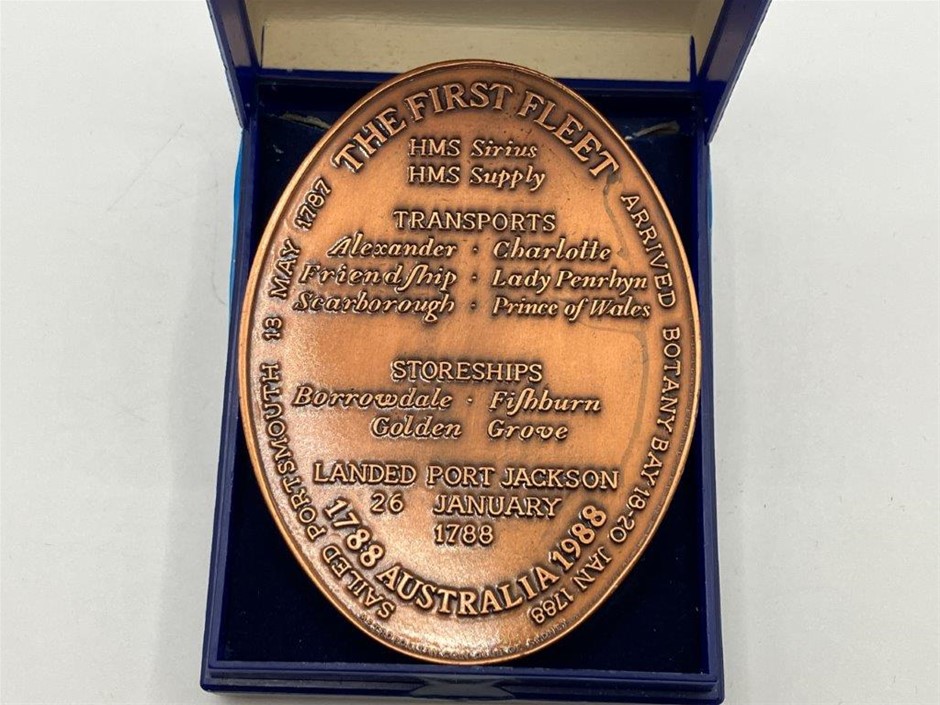 THE FIRST FLEET
HMS Sirius
HMS Supply
TRANSPORTS
Alexander · Charlotte
Friendſhip · Lady Penrhyn
Scarborough · Prince of Wales
STORESHIPS
Borrowdale · Fiſhburn
Golden Grove
LANDED PORT JACKSON
26 JANUARY
1788
1788 AUSTRALIA 1988
SAILED PORTSMOUTH 13 MAY 1787
ARRIVED BOTANY BAY 18-20 JAN 1788